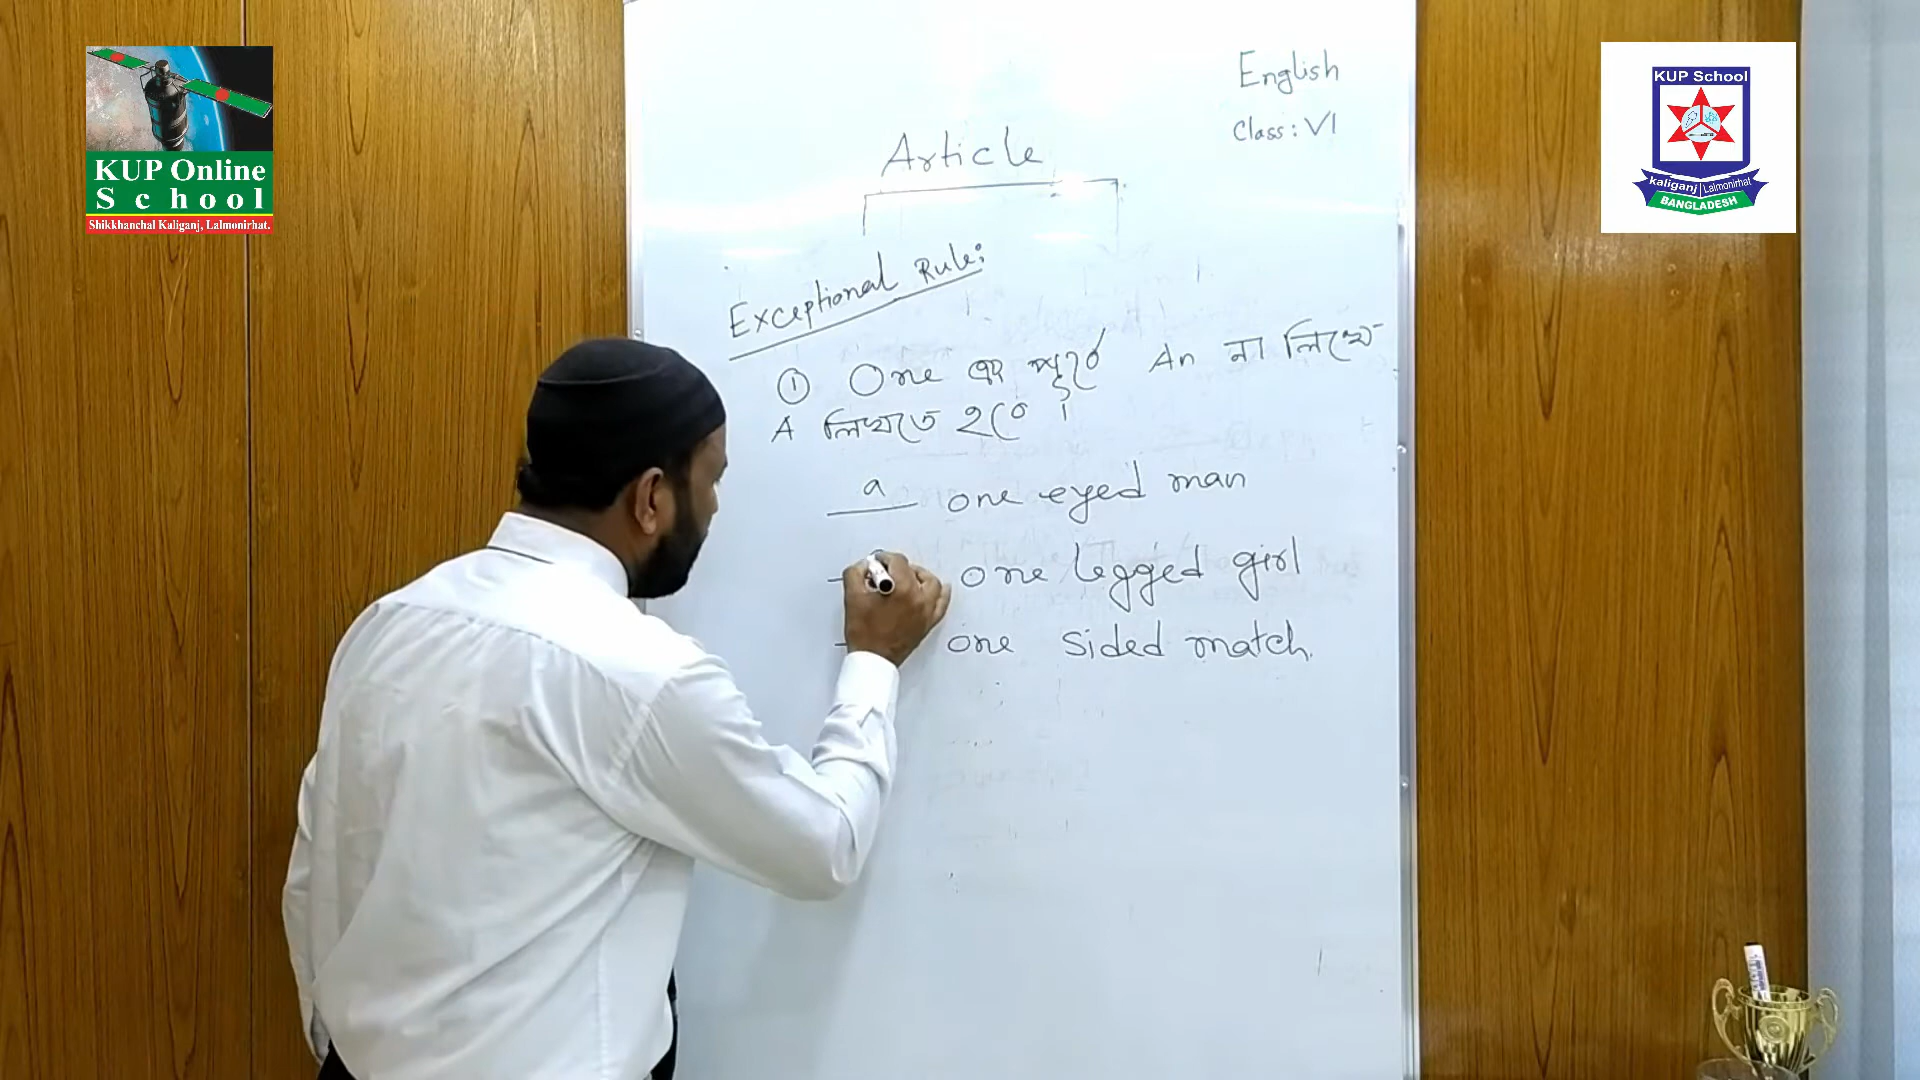 KUP Online
School
Shikkhanchal Kaliganj, Lalmonirhat.
KUP School
Kaliganj Lalmonirhat
BANGLADESH
English
Class: VI
Article
Exceptional Rule:
① One এর পূর্বে An না লিখে
A লিখতে হবে।
a one eyed man
one legged girl
one sided match.